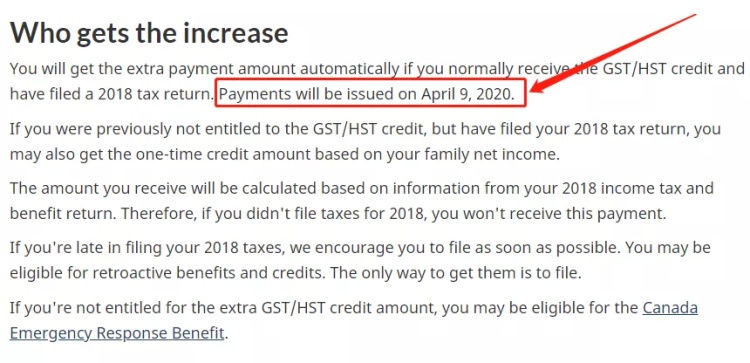 Who gets the increase
You will get the extra payment amount automatically if you normally receive the GST/HST credit and
have filed a 2018 tax return. Payments will be issued on April 9, 2020.
If you were previously not entitled to the GST/HST credit, but have filed your 2018 tax return, you
may also get the one-time credit amount based on your family net income.
The amount you receive will be calculated based on information from your 2018 income tax and
benefit return. Therefore, if you didn't file taxes for 2018, you won't receive this payment.
If you're late in filing your 2018 taxes, we encourage you to file as soon as possible. You may be
eligible for retroactive benefits and credits. The only way to get them is to file.
If you're not entitled for the extra GST/HST credit amount, you may be eligible for the Canada
Emergency Response Benefit.